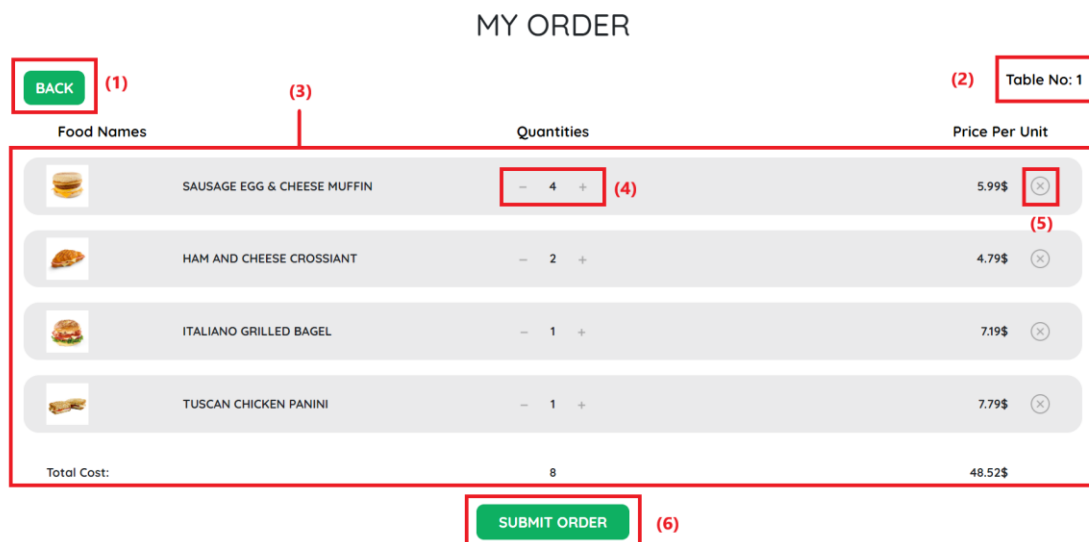 MY ORDER
BACK (1) (2) Table No: 1
(3)
Food Names Quantities Price Per Unit
SAUSAGE EGG & CHEESE MUFFIN − 4 + (4) 5.99$
(5)
HAM AND CHEESE CROSSIANT − 2 + 4.79$
ITALIANO GRILLED BAGEL − 1 + 7.19$
TUSCAN CHICKEN PANINI − 1 + 7.79$
Total Cost: 8 48.52$
SUBMIT ORDER (6)